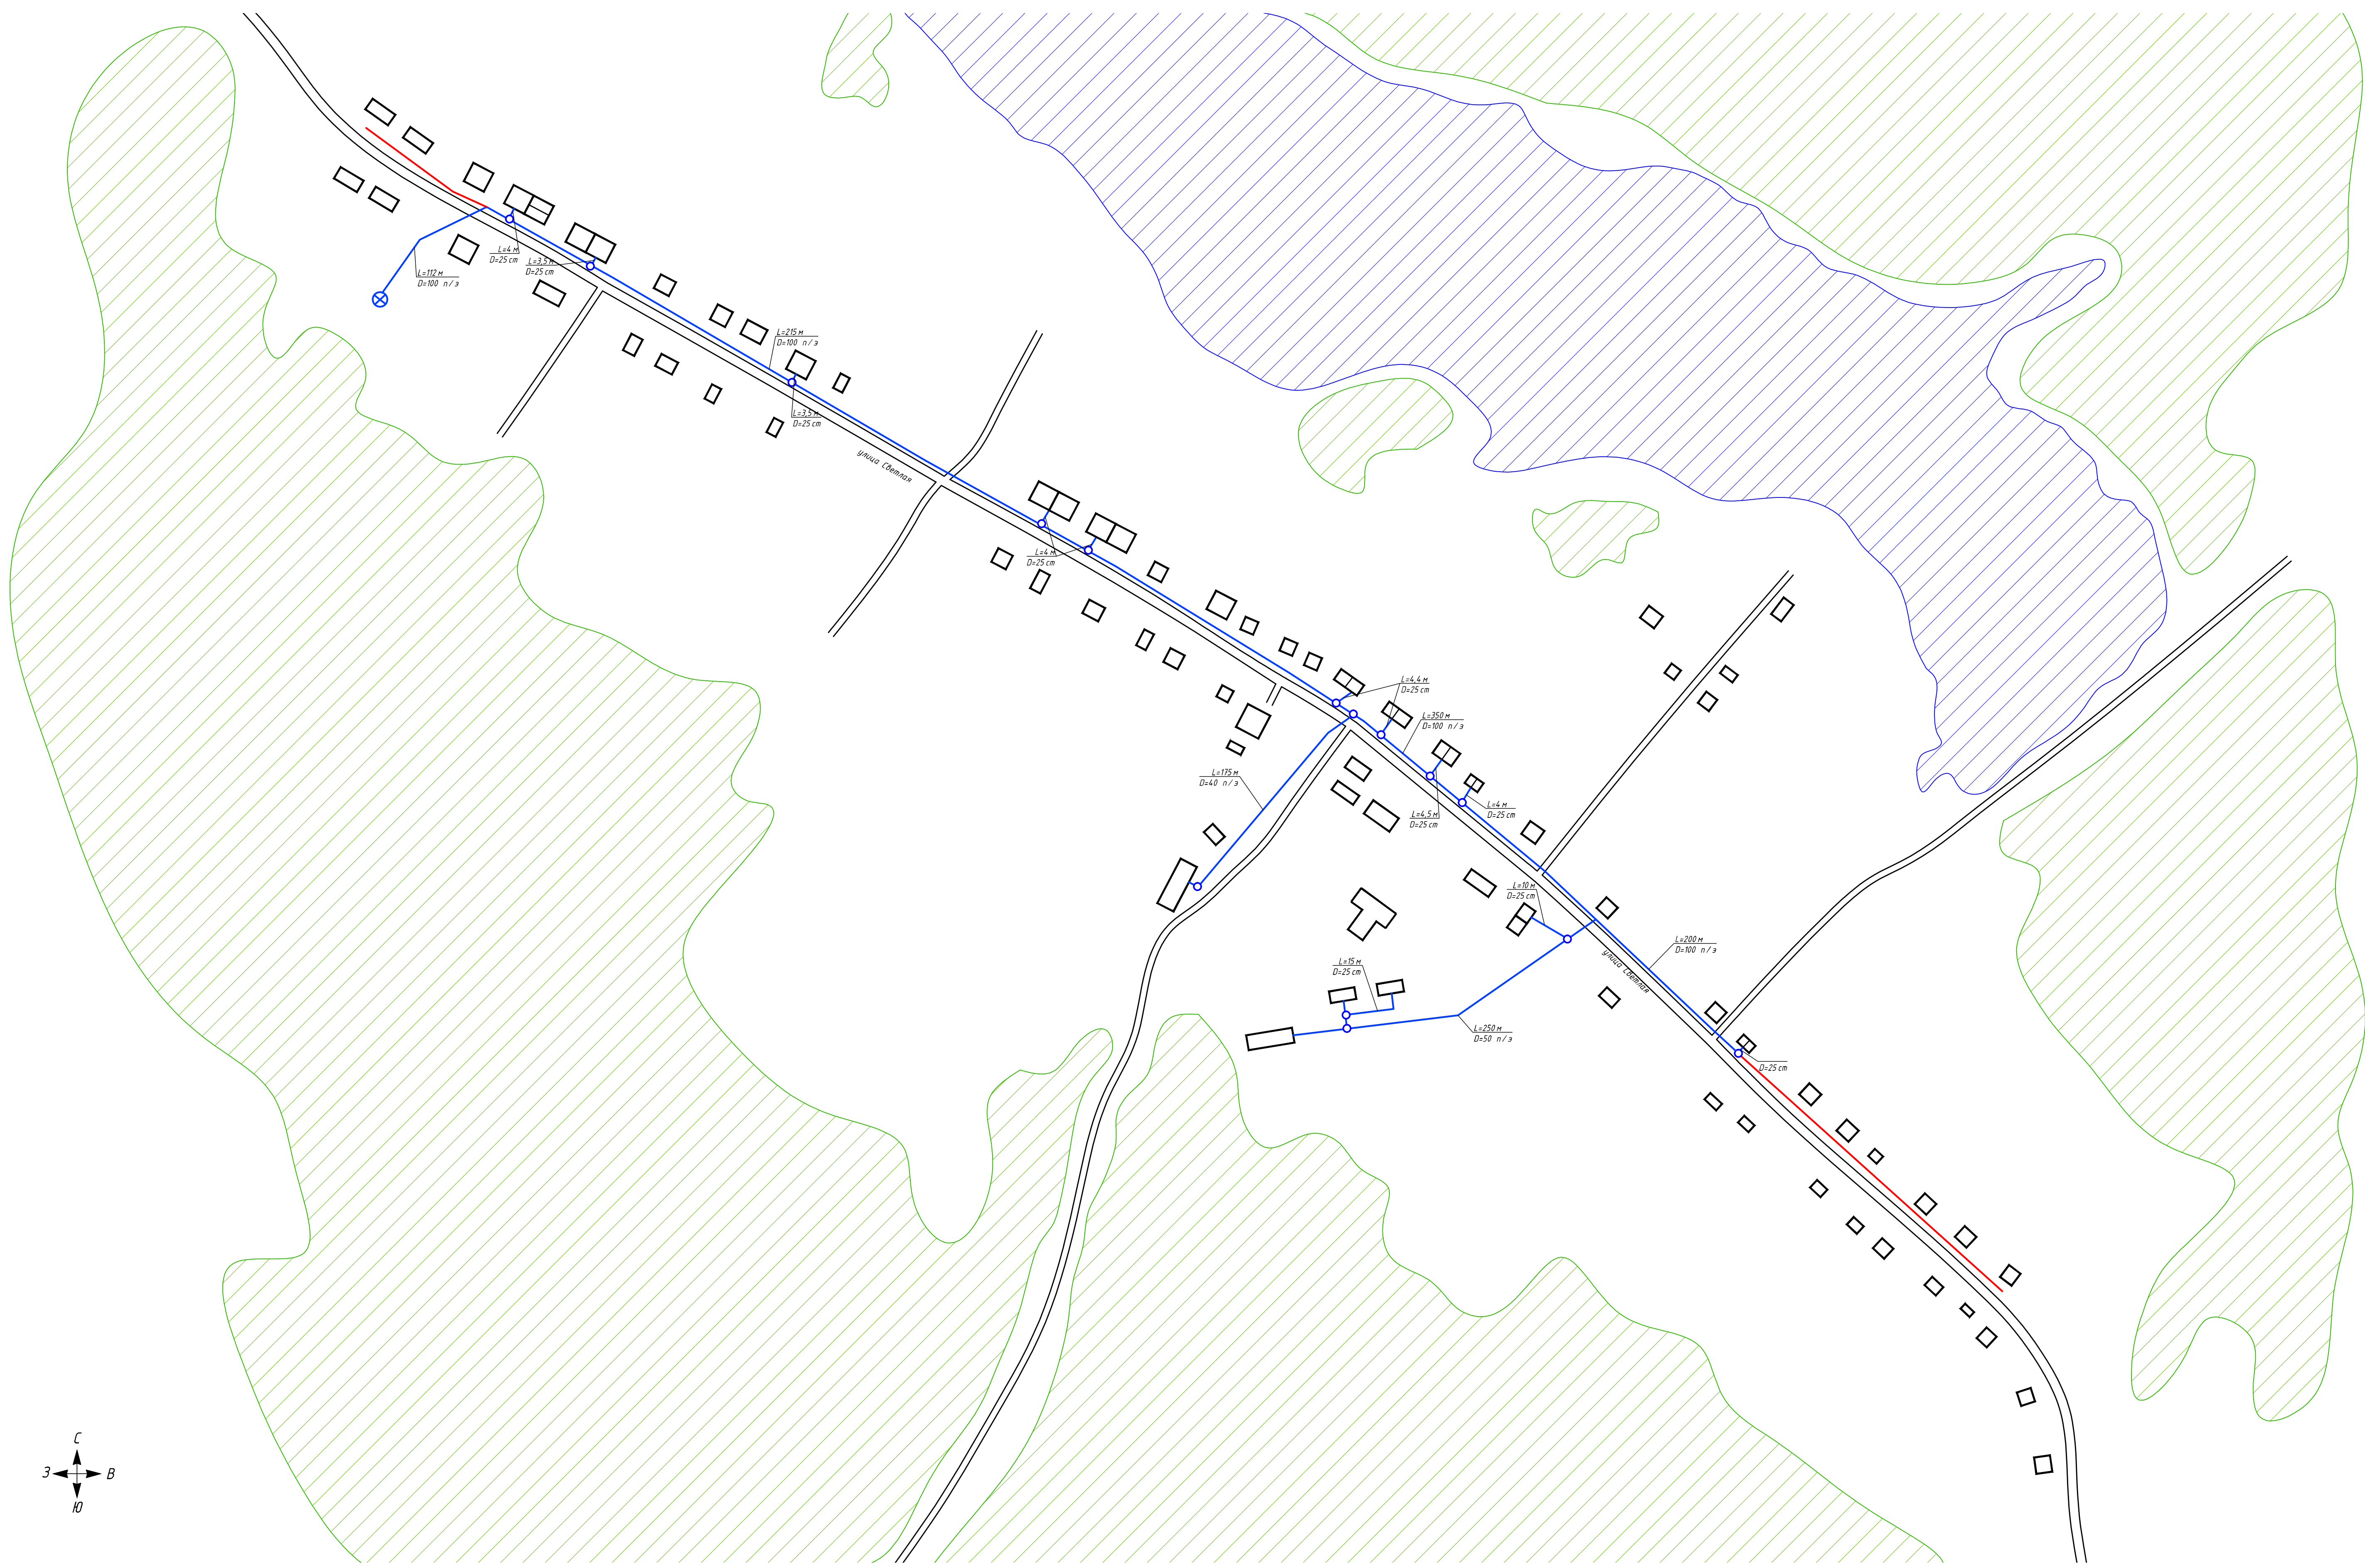 L=4 м
D=25 ст
L=3,5 м
D=25 ст
L=112 м
D=100 п/э
L=215 м
D=100 п/э
L=3,5 м
D=25 ст
улица Светлая
L=4 м
D=25 ст
L=4,4 м
D=25 ст
L=350 м
D=100 п/э
L=175 м
D=40 п/э
L=4 м
D=25 ст
L=4,5 м
D=25 ст
L=10 м
D=25 ст
L=200 м
D=100 п/э
улица Светлая
L=15 м
D=25 ст
L=250 м
D=50 п/э
D=25 ст
С
З В
Ю